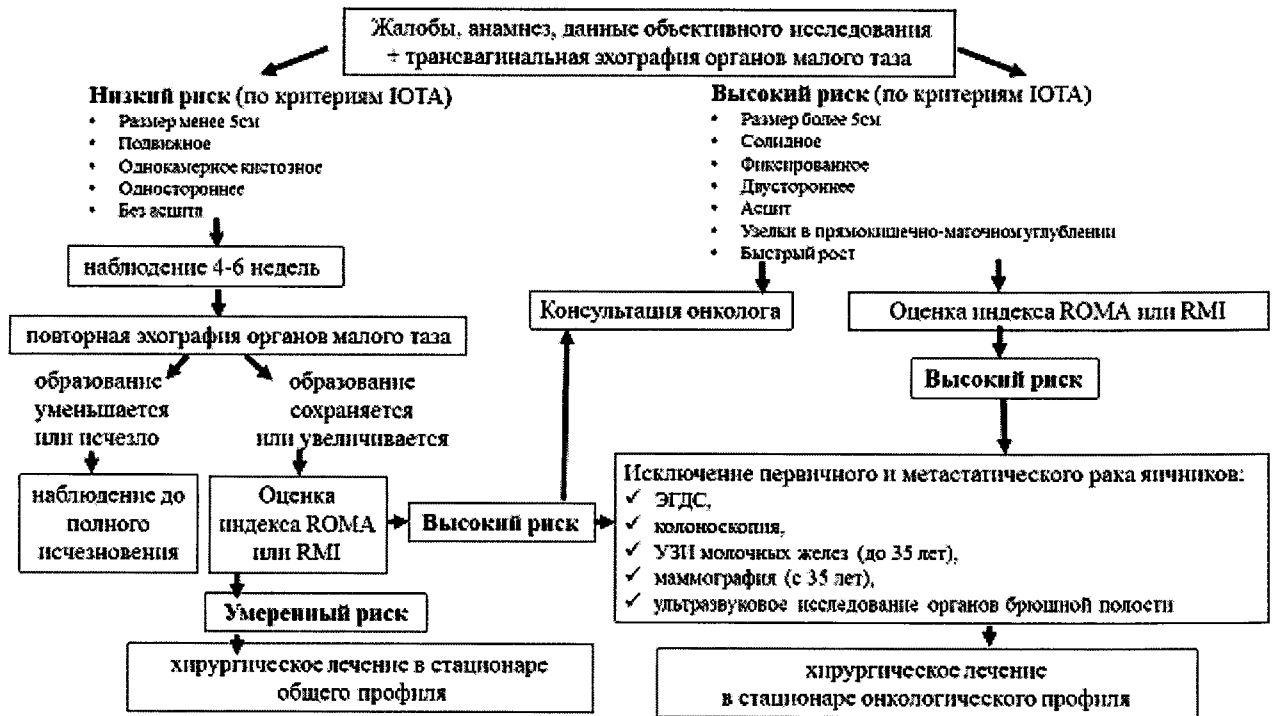 Жалобы, анамнез, данные объективного исследования
+ трансвагинальная эхография органов малого таза
Низкий риск (по критериям IOTA)
• Размер менее 5см
• Подвижное
• Однокамерное кистозное
• Одностороннее
• Без асцита
наблюдение 4-6 недель
повторная эхография органов малого таза
образование
уменьшается
или исчезло
образование
сохраняется
или увеличивается
наблюдение до
полного
исчезновения
Оценка
индекса ROMA
или RMI
Высокий риск
Умеренный риск
хирургическое лечение в стационаре
общего профиля
Высокий риск (по критериям IOTA)
• Размер более 5см
• Солидное
• Фиксированное
• Двустороннее
• Асцит
• Узелки в прямокишечно-маточном углублении
• Быстрый рост
Консультация онколога
Оценка индекса ROMA или RMI
Высокий риск
Исключение первичного и метастатического рака яичников:
✓ ЭГДС,
✓ колоноскопия,
✓ УЗИ молочных желез (до 35 лет),
✓ маммография (с 35 лет),
✓ ультразвуковое исследование органов брюшной полости
хирургическое лечение
в стационаре онкологического профиля